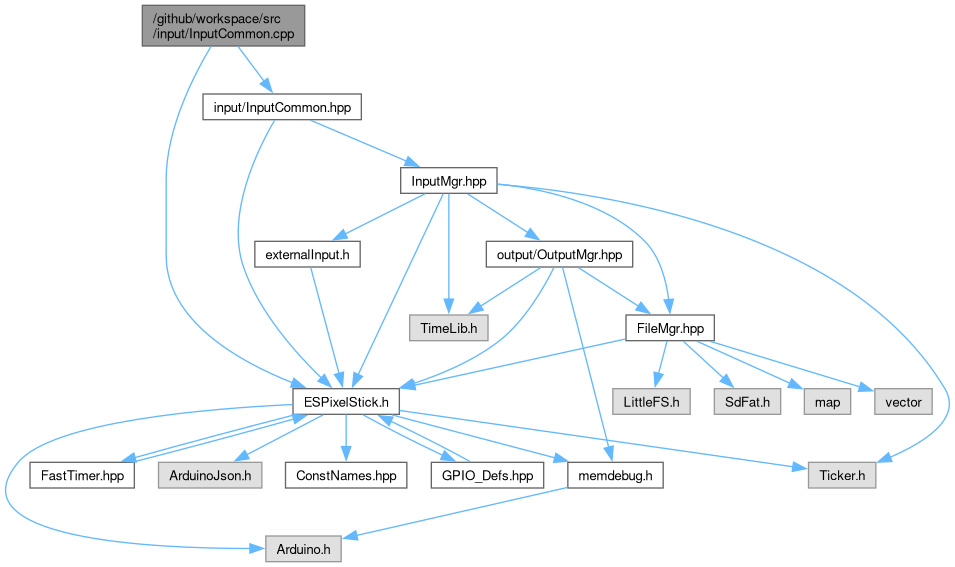 /github/workspace/src
/input/InputCommon.cpp
input/InputCommon.hpp
InputMgr.hpp
externalInput.h
output/OutputMgr.hpp
TimeLib.h
FileMgr.hpp
ESPixelStick.h
LittleFS.h
SdFat.h
map
vector
FastTimer.hpp
ArduinoJson.h
ConstNames.hpp
GPIO_Defs.hpp
memdebug.h
Ticker.h
Arduino.h